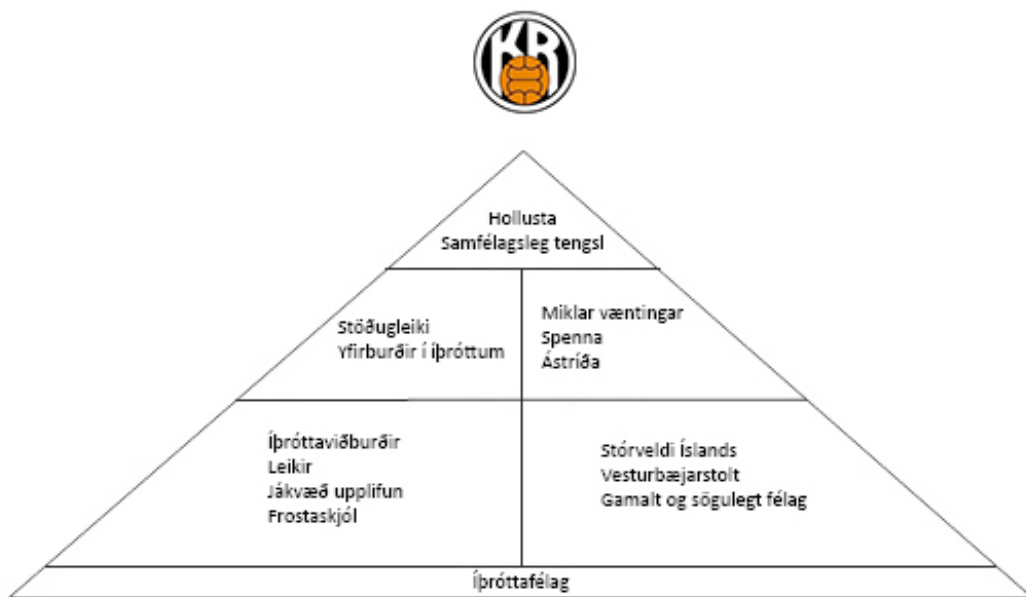 KR
Hollusta
Samfélagsleg tengsl
Stöðugleiki
Yfirburðir í íþróttum
Miklar væntingar
Spenna
Ástríða
Íþróttaviðburðir
Leikir
Jákvæð upplifun
Frostaskjól
Stórveldi Íslands
Vesturbæjarstolt
Gamalt og sögulegt félag
Íþróttafélag